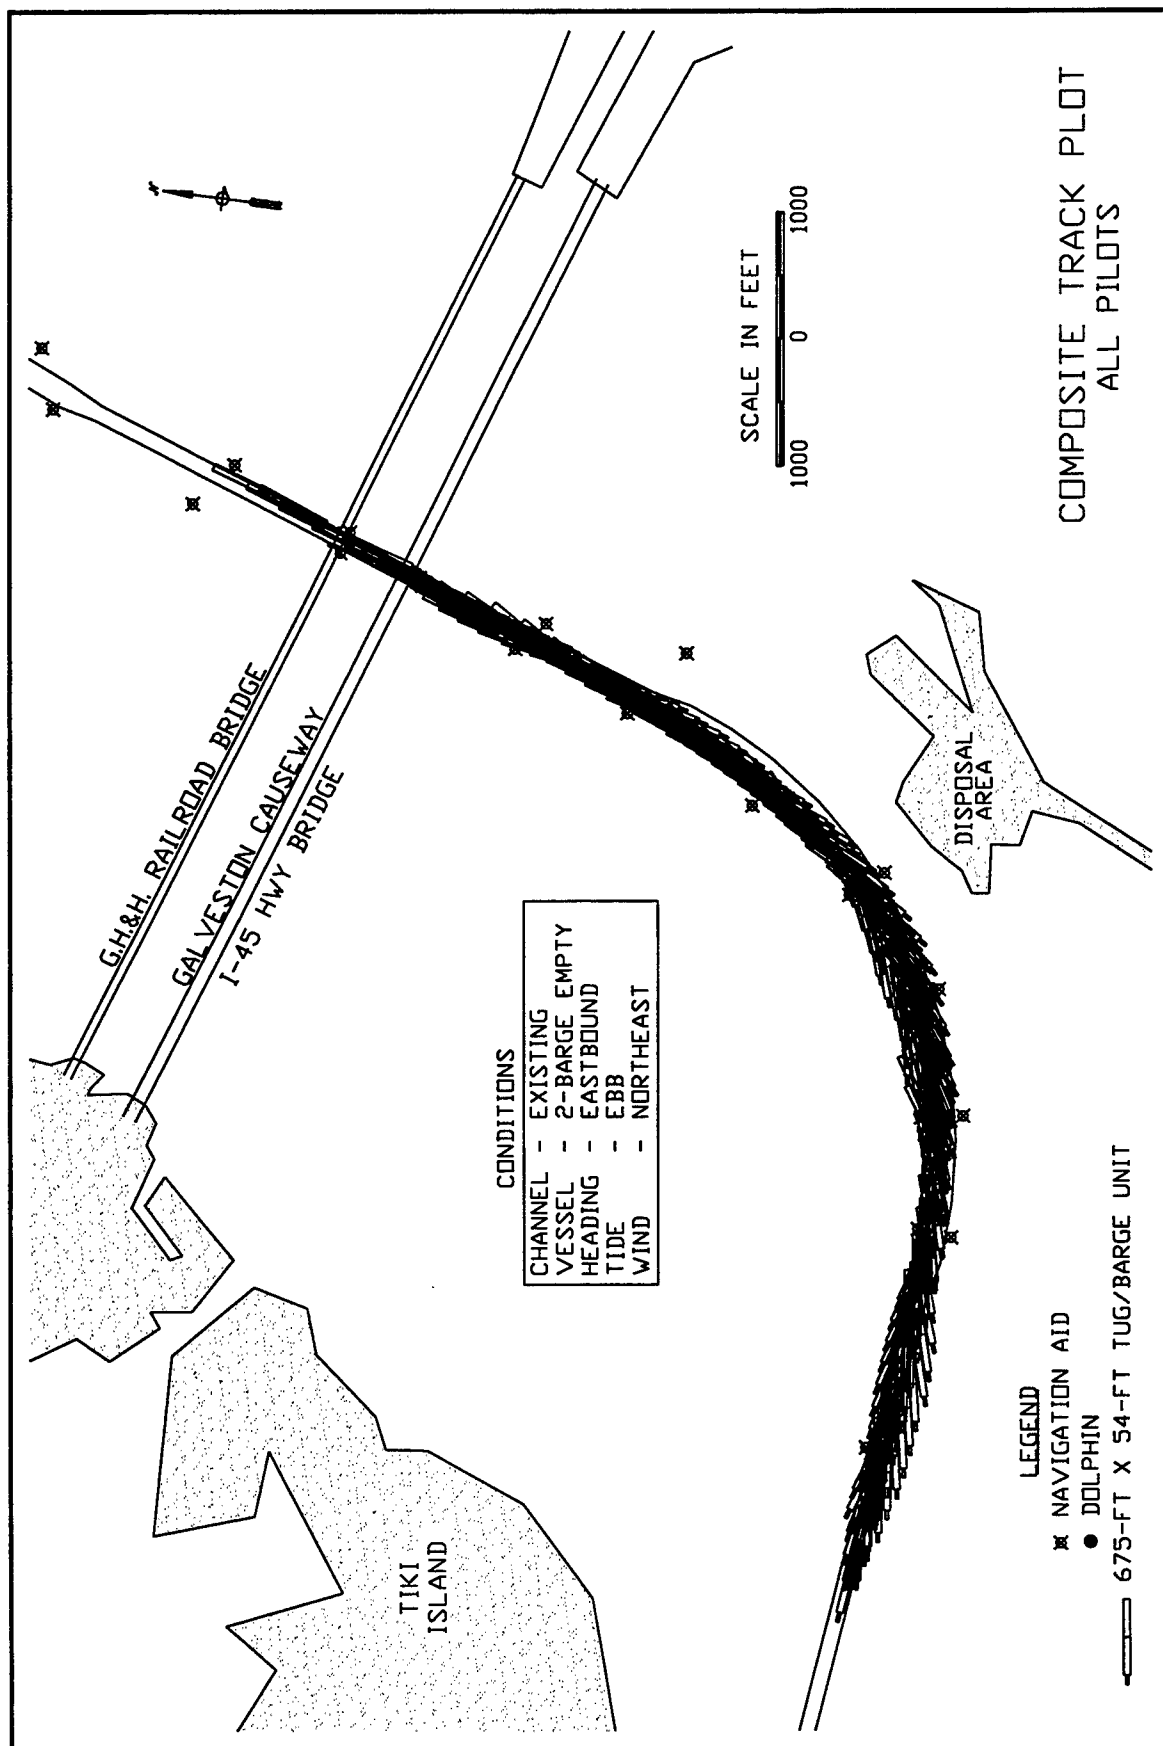 N
G.H.&H. RAILROAD BRIDGE
GALVESTON CAUSEWAY
I-45 HWY BRIDGE
TIKI
ISLAND
CONDITIONS
CHANNEL - EXISTING
VESSEL - 2-BARGE EMPTY
HEADING - EASTBOUND
TIDE - EBB
WIND - NORTHEAST
SCALE IN FEET
1000 0 1000
DISPOSAL
AREA
LEGEND
NAVIGATION AID
DOLPHIN
675-FT X 54-FT TUG/BARGE UNIT
COMPOSITE TRACK PLOT
ALL PILOTS